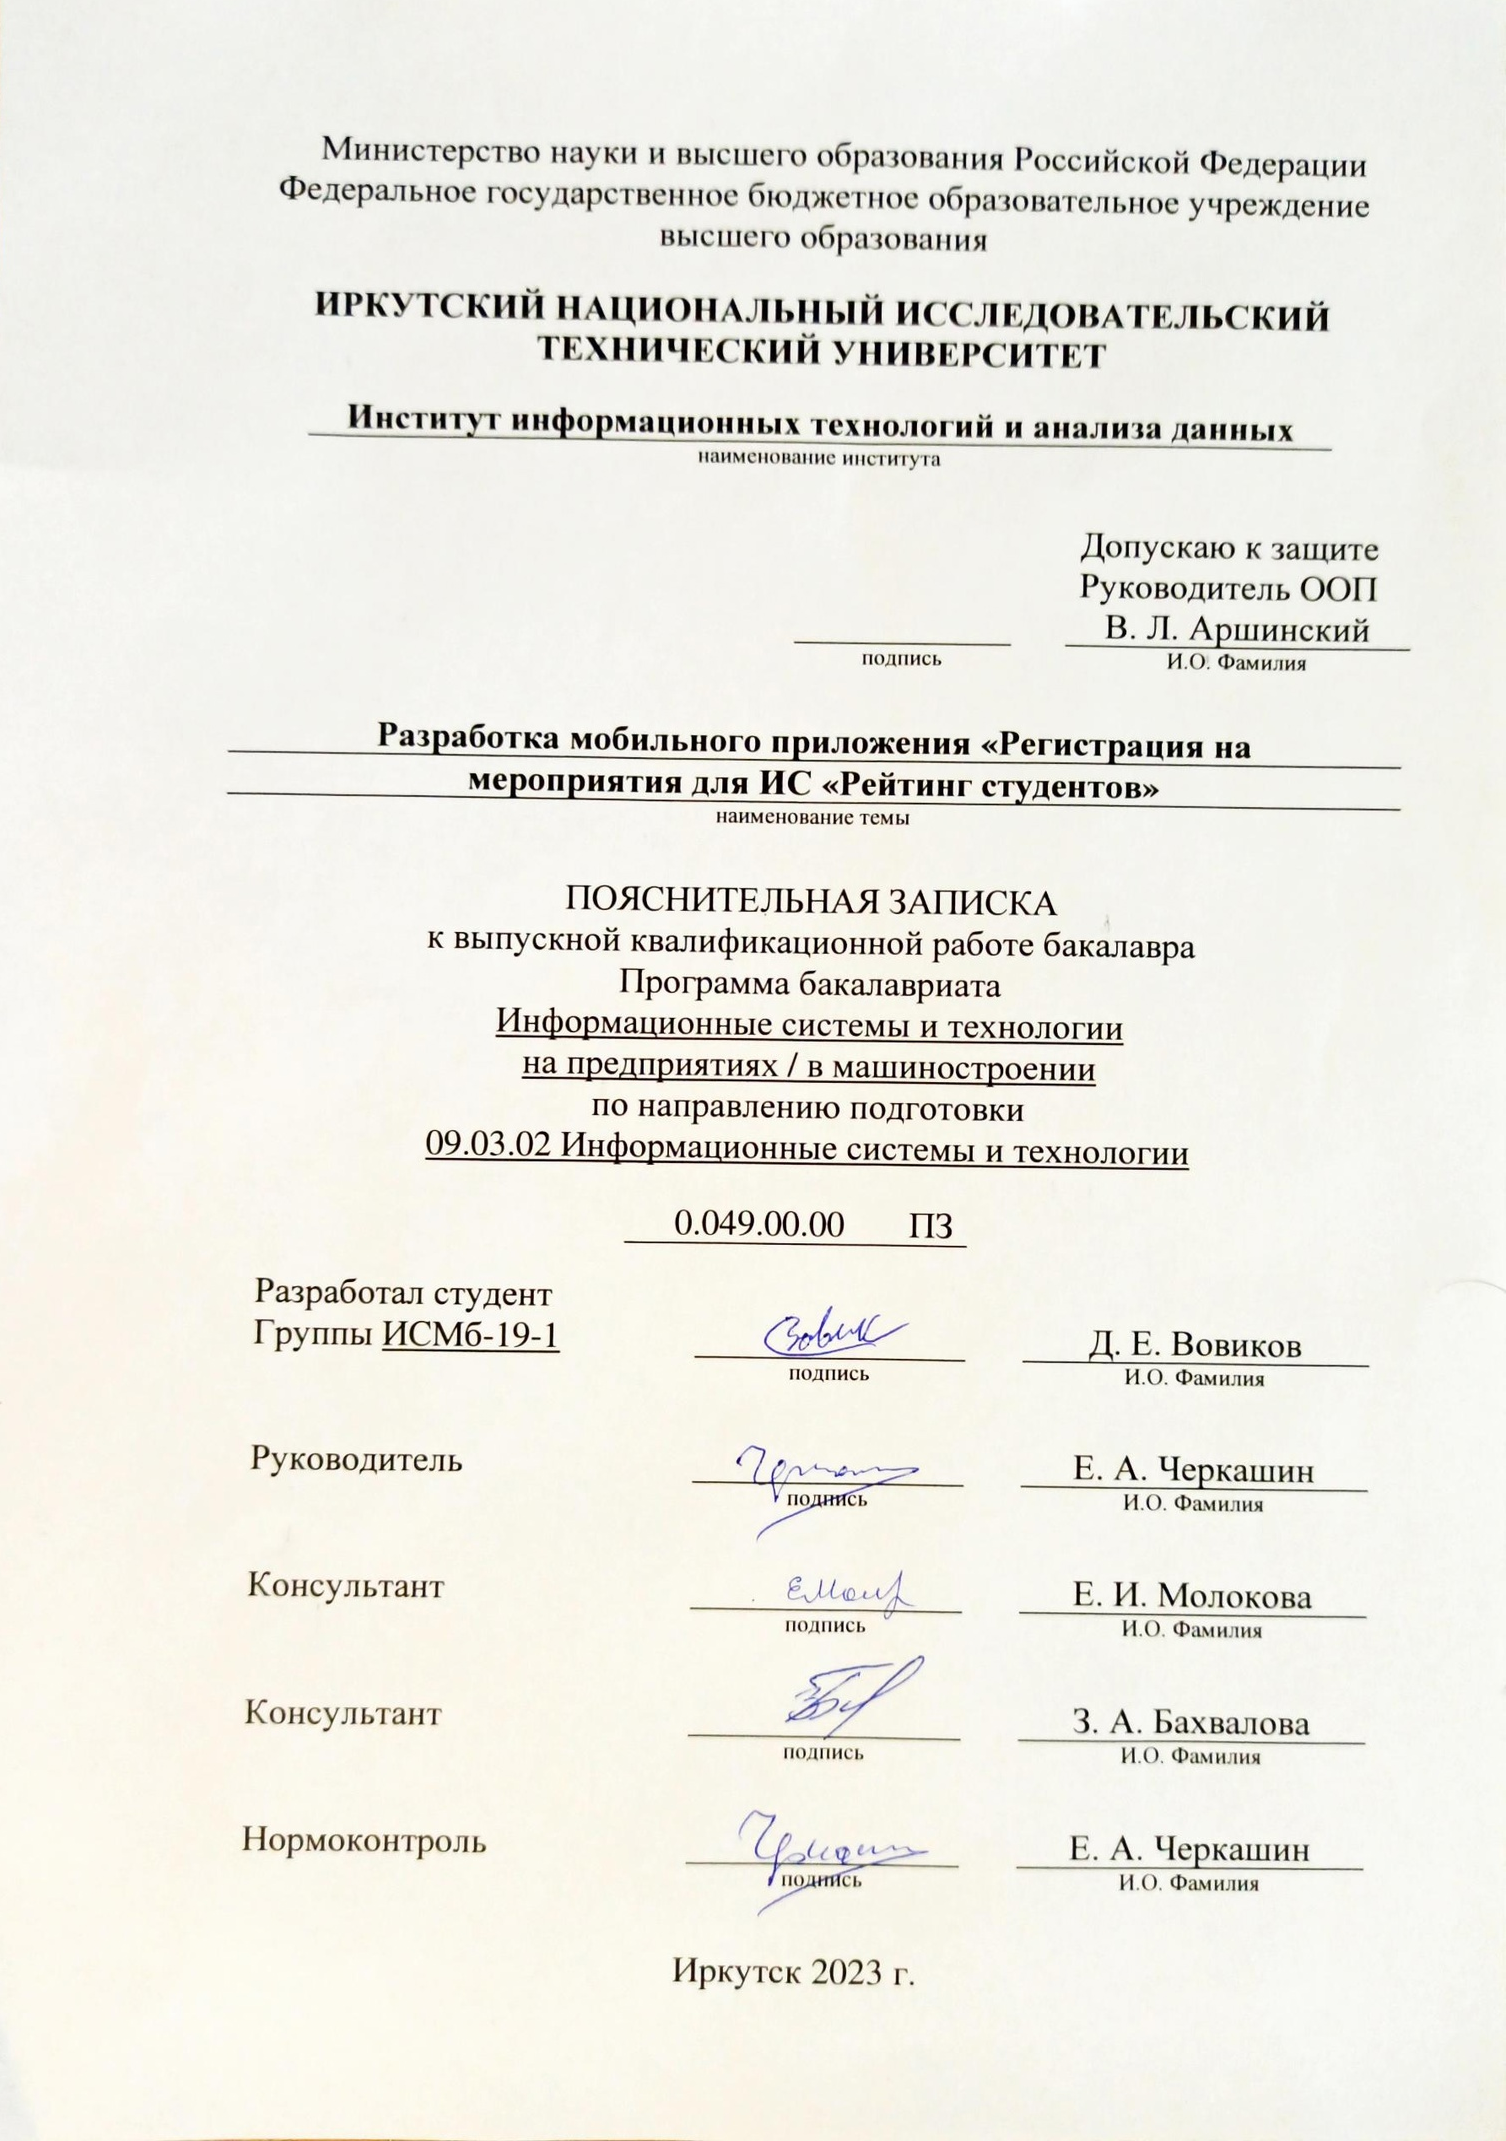 Министерство науки и высшего образования Российской Федерации
Федеральное государственное бюджетное образовательное учреждение
высшего образования
ИРКУТСКИЙ НАЦИОНАЛЬНЫЙ ИССЛЕДОВАТЕЛЬСКИЙ
ТЕХНИЧЕСКИЙ УНИВЕРСИТЕТ
Институт информационных технологий и анализа данных
наименование института
Допускаю к защите
Руководитель ООП
В. Л. Аршинский
подпись И.О. Фамилия
Разработка мобильного приложения «Регистрация на
мероприятия для ИС «Рейтинг студентов»
наименование темы
ПОЯСНИТЕЛЬНАЯ ЗАПИСКА
к выпускной квалификационной работе бакалавра
Программа бакалавриата
Информационные системы и технологии
на предприятиях / в машиностроении
по направлению подготовки
09.03.02 Информационные системы и технологии
0.049.00.00 ПЗ
Разработал студент
Группы ИСМб-19-1 Д. Е. Вовиков
подпись И.О. Фамилия
Руководитель Е. А. Черкашин
подпись И.О. Фамилия
Консультант Е. И. Молокова
подпись И.О. Фамилия
Консультант З. А. Бахвалова
подпись И.О. Фамилия
Нормоконтроль Е. А. Черкашин
подпись И.О. Фамилия
Иркутск 2023 г.